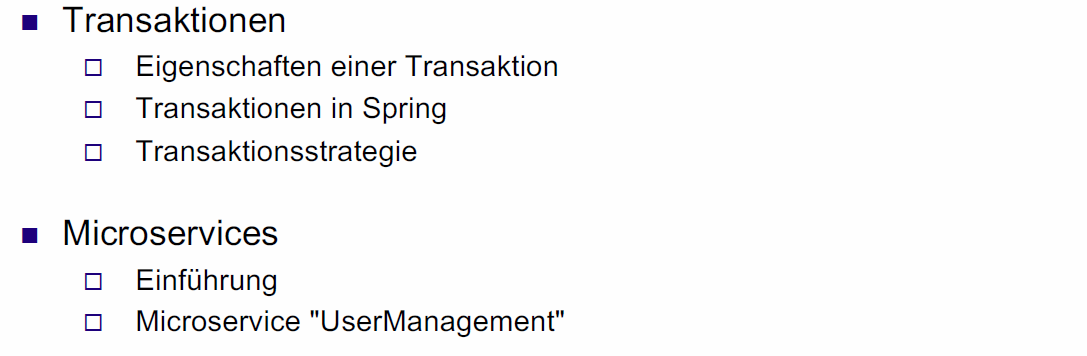 Transaktionen
Eigenschaften einer Transaktion
Transaktionen in Spring
Transaktionsstrategie
Microservices
Einführung
Microservice "UserManagement"